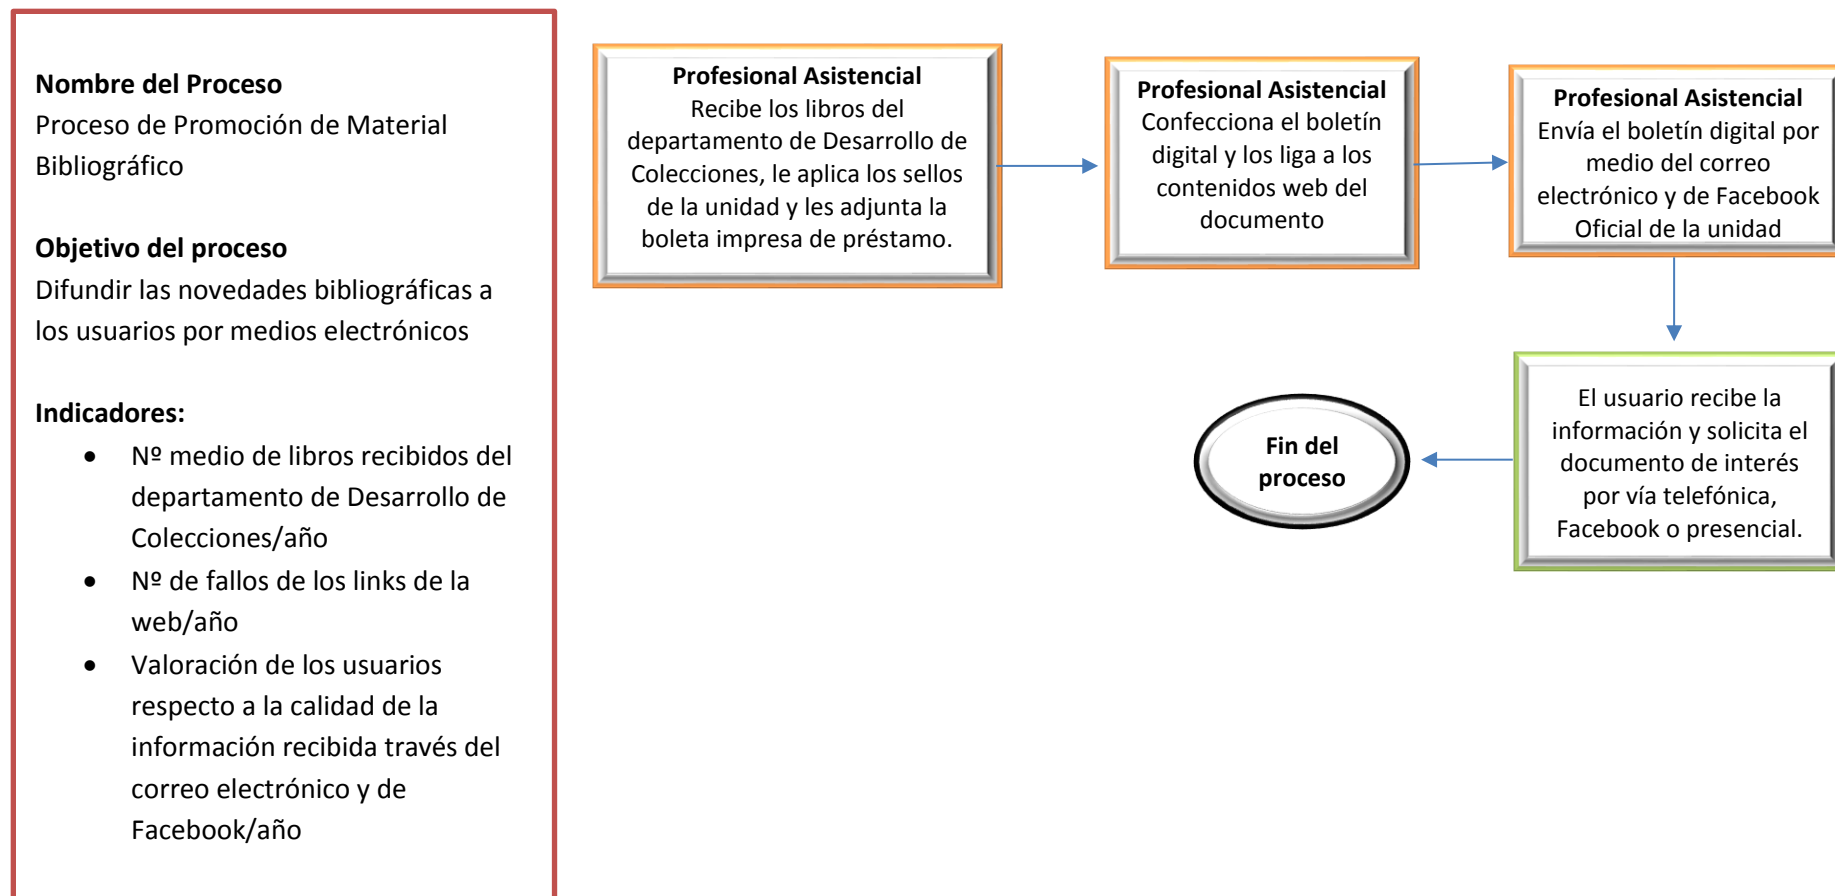 Nombre del Proceso
Proceso de Promoción de Material
Bibliográfico
Objetivo del proceso
Difundir las novedades bibliográficas a
los usuarios por medios electrónicos
Indicadores:
• Nº medio de libros recibidos del
departamento de Desarrollo de
Colecciones/año
• Nº de fallos de los links de la
web/año
• Valoración de los usuarios
respecto a la calidad de la
información recibida través del
correo electrónico y de
Facebook/año
Profesional Asistencial
Recibe los libros del
departamento de Desarrollo de
Colecciones, le aplica los sellos
de la unidad y les adjunta la
boleta impresa de préstamo.
Profesional Asistencial
Confecciona el boletín
digital y los liga a los
contenidos web del
documento
Profesional Asistencial
Envía el boletín digital por
medio del correo
electrónico y de Facebook
Oficial de la unidad
El usuario recibe la
información y solicita el
documento de interés
por vía telefónica,
Facebook o presencial.
Fin del
proceso